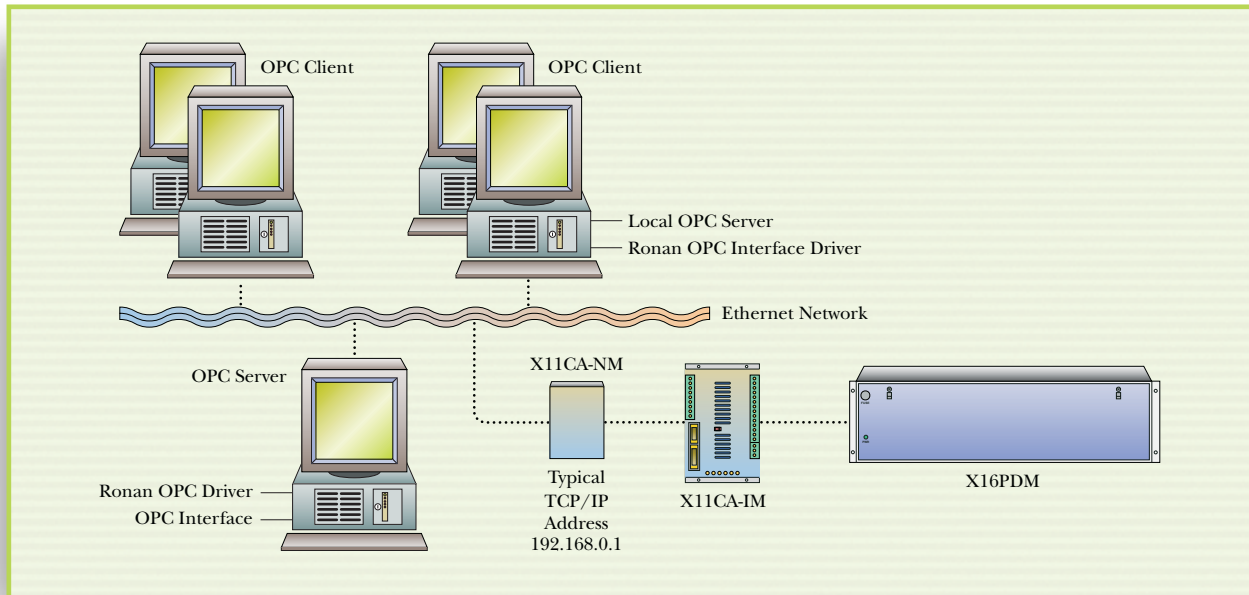 OPC Client
OPC Client
Local OPC Server
Ronan OPC Interface Driver
Ethernet Network
X11CA-NM
OPC Server
Typical
TCP/IP
Address
192.168.0.1
X11CA-IM
X16PDM
Ronan OPC Driver
OPC Interface